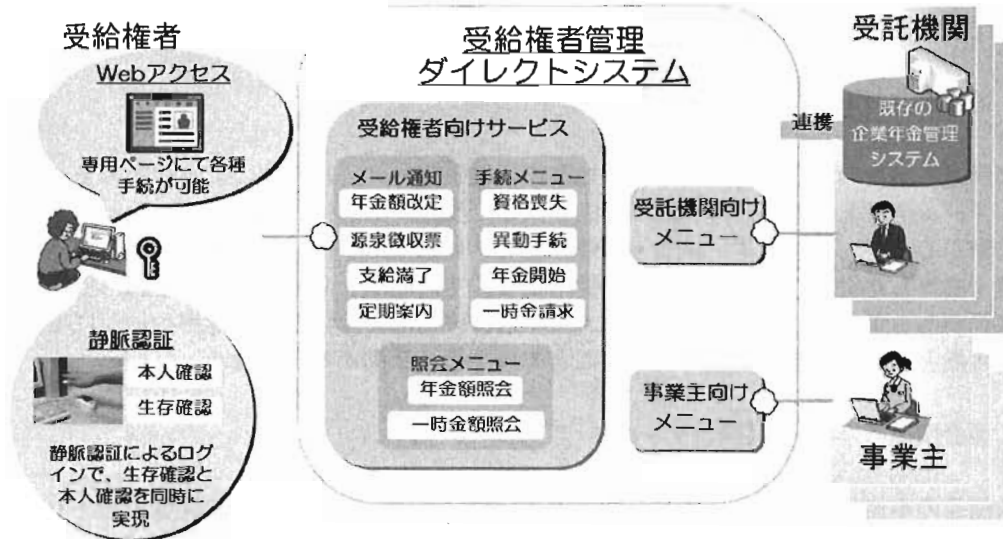 受給権者
Webアクセス
専用ページにて各種
手続が可能
静脈認証
本人確認
生存確認
静脈認証によるログ
インで、生存確認と
本人確認を同時に
実現
受給権者管理
ダイレクトシステム
受給権者向けサービス
メール通知
年金額改定
源泉徴収票
支給満了
定期案内
手続メニュー
資格喪失
異動手続
年金開始
一時金請求
照会メニュー
年金額照会
一時金額照会
受託機関向け
メニュー
事業主向け
メニュー
受託機関
連携
既存の
企業年金管理
システム
事業主